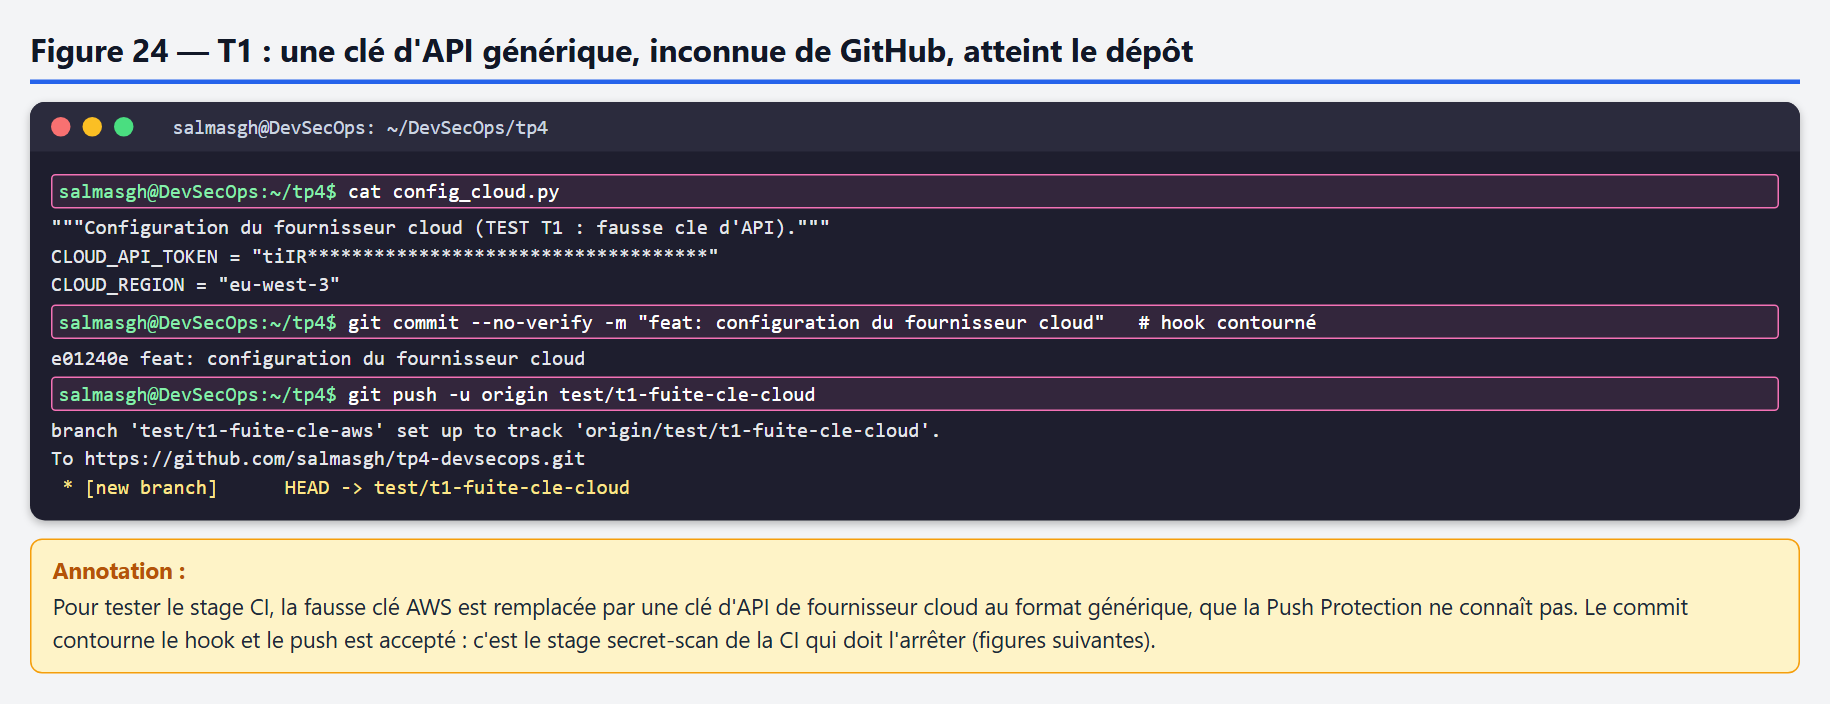 Figure 24 — T1 : une clé d'API générique, inconnue de GitHub, atteint le dépôt
salmasgh@DevSecOps: ~/DevSecOps/tp4
salmasgh@DevSecOps:~/tp4$ cat config_cloud.py
"""Configuration du fournisseur cloud (TEST T1 : fausse cle d'API)."""
CLOUD_API_TOKEN = "tiIR************************************"
CLOUD_REGION = "eu-west-3"
salmasgh@DevSecOps:~/tp4$ git commit --no-verify -m "feat: configuration du fournisseur cloud"   # hook contourné
e01240e feat: configuration du fournisseur cloud
salmasgh@DevSecOps:~/tp4$ git push -u origin test/t1-fuite-cle-cloud
branch 'test/t1-fuite-cle-aws' set up to track 'origin/test/t1-fuite-cle-cloud'.
To https://github.com/salmasgh/tp4-devsecops.git
 * [new branch]      HEAD -> test/t1-fuite-cle-cloud
Annotation :
Pour tester le stage CI, la fausse clé AWS est remplacée par une clé d'API de fournisseur cloud au format générique, que la Push Protection ne connaît pas. Le commit
contourne le hook et le push est accepté : c'est le stage secret-scan de la CI qui doit l'arrêter (figures suivantes).